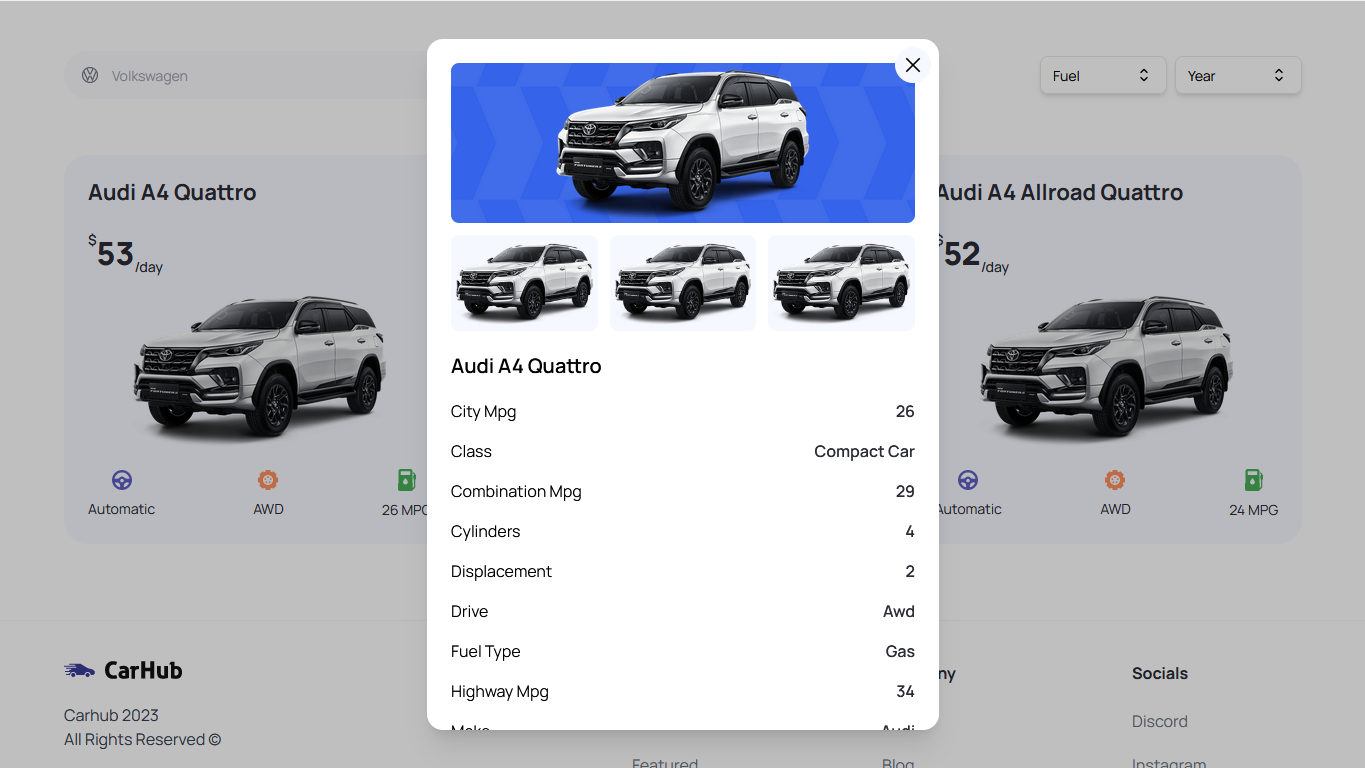 Volkswagen
Fuel
Year
Audi A4 Quattro
$53/day
Automatic
AWD
26 MPG
Audi A4 Quattro
City Mpg 26
Class Compact Car
Combination Mpg 29
Cylinders 4
Displacement 2
Drive Awd
Fuel Type Gas
Highway Mpg 34
Make Audi
Audi A4 Allroad Quattro
$52/day
Automatic
AWD
24 MPG
CarHub
Carhub 2023
All Rights Reserved ©
Featured
ny
Blog
Socials
Discord
Instagram